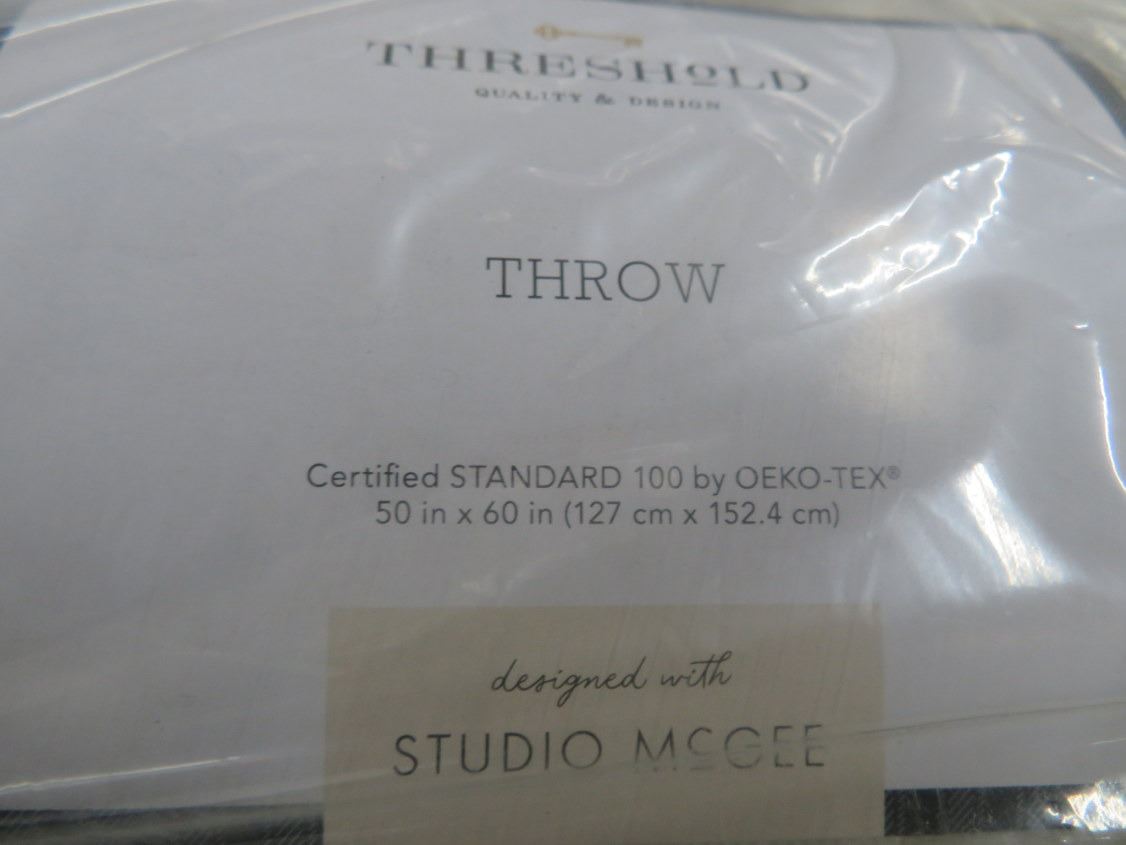 THRESHOLD
QUALITY & DESIGN
THROW
Certified STANDARD 100 by OEKO-TEX®
50 in x 60 in (127 cm x 152.4 cm)
designed with
STUDIO McGEE